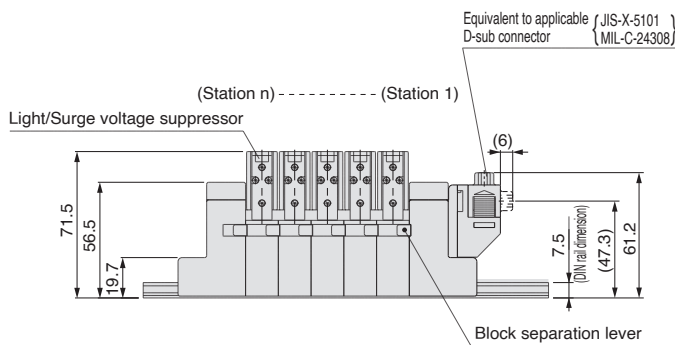 Equivalent to applicable { JIS-X-5101 }
D-sub connector { MIL-C-24308 }
(Station n) - - - - - - - - - - - (Station 1)
(6)
Light/Surge voltage suppressor
71.5
56.5
19.7
7.5
(DIN rail dimension)
(47.3)
61.2
Block separation lever